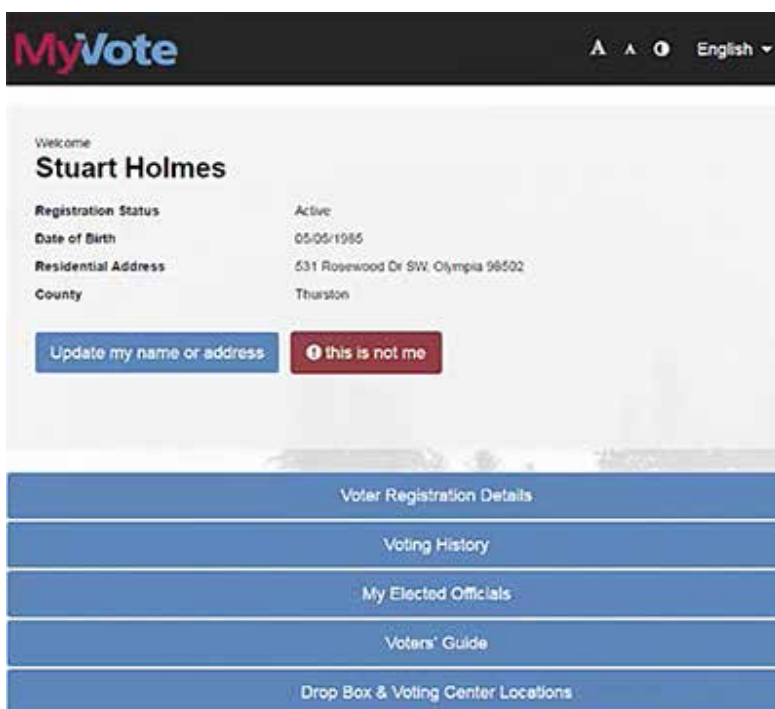 MyVote
A A English
Welcome
Stuart Holmes
Registration Status Active
Date of Birth 05/05/1985
Residential Address 531 Rosewood Dr SW, Olympia 98502
County Thurston
Update my name or address this is not me
Voter Registration Details
Voting History
My Elected Officials
Voters' Guide
Drop Box & Voting Center Locations